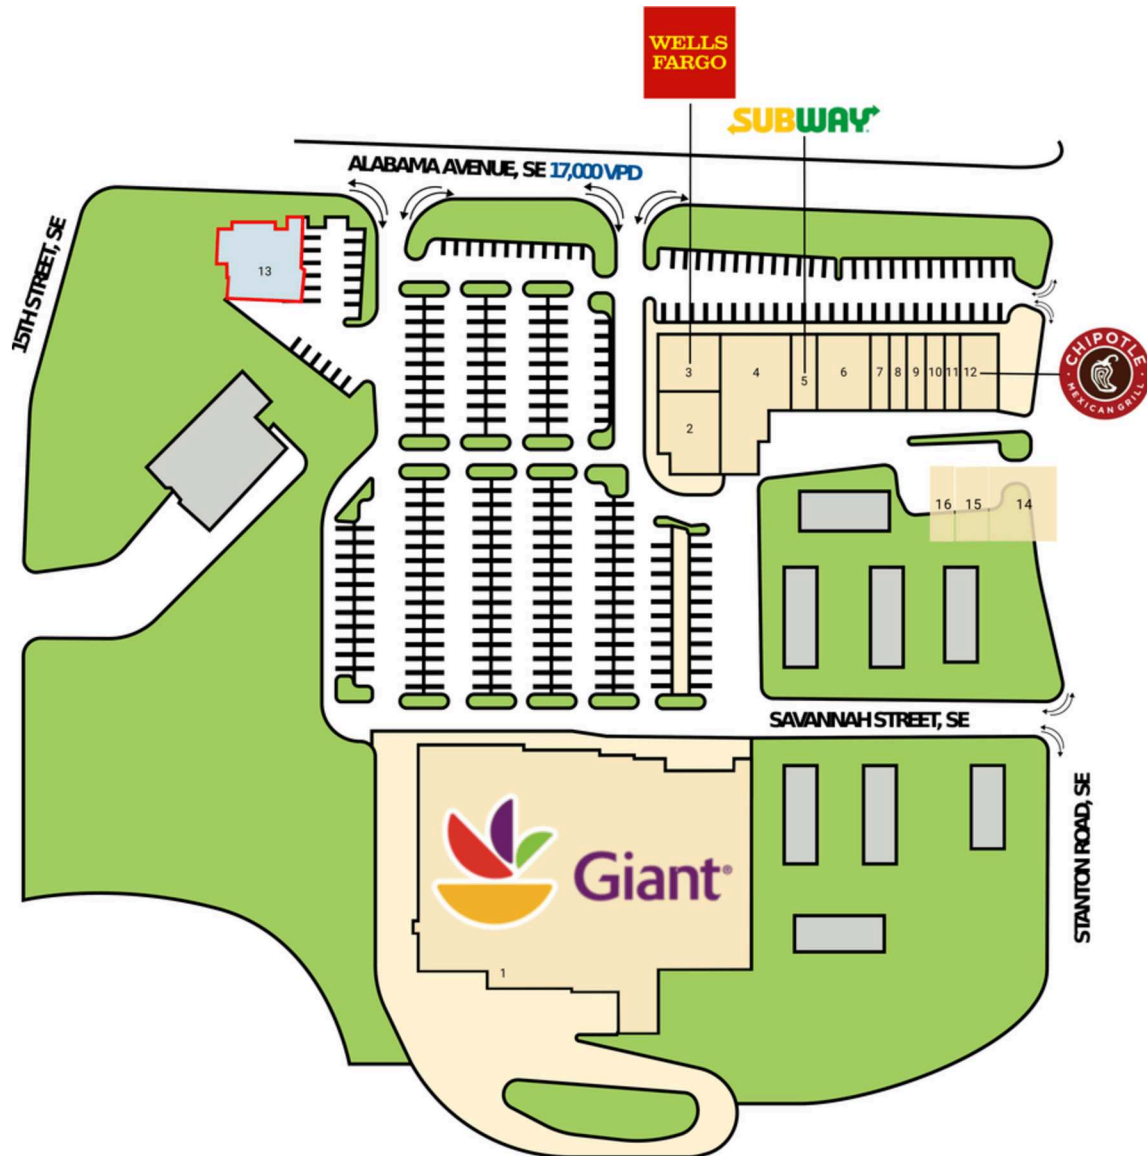 WELLS
FARGO
SUBWAY
ALABAMA AVENUE, SE 17,000 VPD
15TH STREET, SE
13
CHIPOTLE
MEXICAN GRILL
3
4
5
6
7
8
9
10
11
12
2
16
15
14
SAVANNAH STREET, SE
Giant®
STANTON ROAD, SE
1